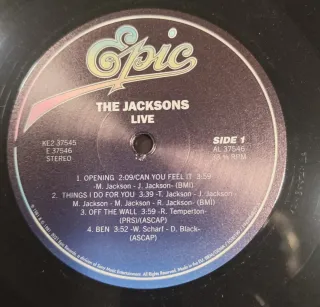 Epic
THE JACKSONS
LIVE
KE2 37545
E 37546
STEREO
SIDE 1
AL 37546
33 ⅓ RPM
1. OPENING 2:09/CAN YOU FEEL IT 3:59
-M. Jackson - J. Jackson- (BMI)
2. THINGS I DO FOR YOU 3:39 -T. Jackson - J. Jackson-
M. Jackson - M. Jackson - R. Jackson- (BMI)
3. OFF THE WALL 3:59 -R. Temperton-
(PRS)/(ASCAP)
4. BEN 3:52 -W. Scharf - D. Black-
(ASCAP)